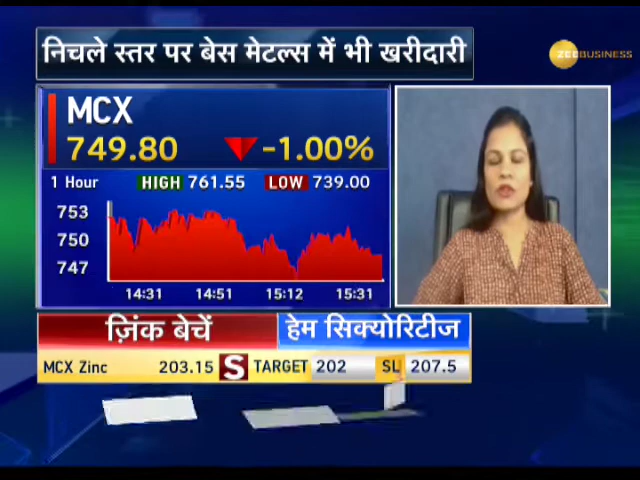 निचले स्तर पर बेस मेटल्स में भी खरीदारी
ZEEBUSINESS
MCX
749.80 -1.00%
1 Hour HIGH 761.55 LOW 739.00
753
750
747
14:31 14:51 15:12 15:31
ज़िंक बेचें हेम सिक्योरिटीज
MCX Zinc 203.15 S TARGET 202 SL 207.5